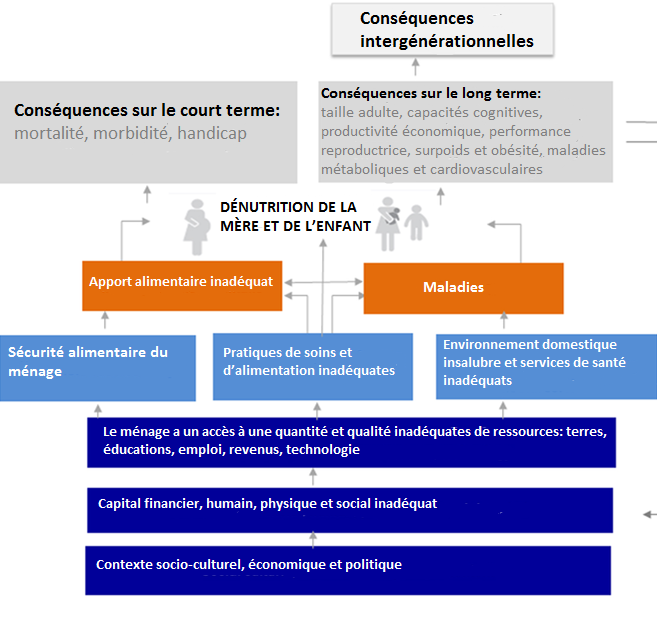 Conséquences
intergénérationnelles
Conséquences sur le court terme:
mortalité, morbidité, handicap
Conséquences sur le long terme:
taille adulte, capacités cognitives,
productivité économique, performance
reproductrice, surpoids et obésité, maladies
métaboliques et cardiovasculaires
DÉNUTRITION DE LA
MÈRE ET DE L'ENFANT
Apport alimentaire inadéquat
Maladies
Sécurité alimentaire du
ménage
Pratiques de soins et
d'alimentation inadéquates
Environnement domestique
insalubre et services de santé
inadéquats
Le ménage a un accès à une quantité et qualité inadéquates de ressources: terres,
éducations, emploi, revenus, technologie
Capital financier, humain, physique et social inadéquat
Contexte socio-culturel, économique et politique